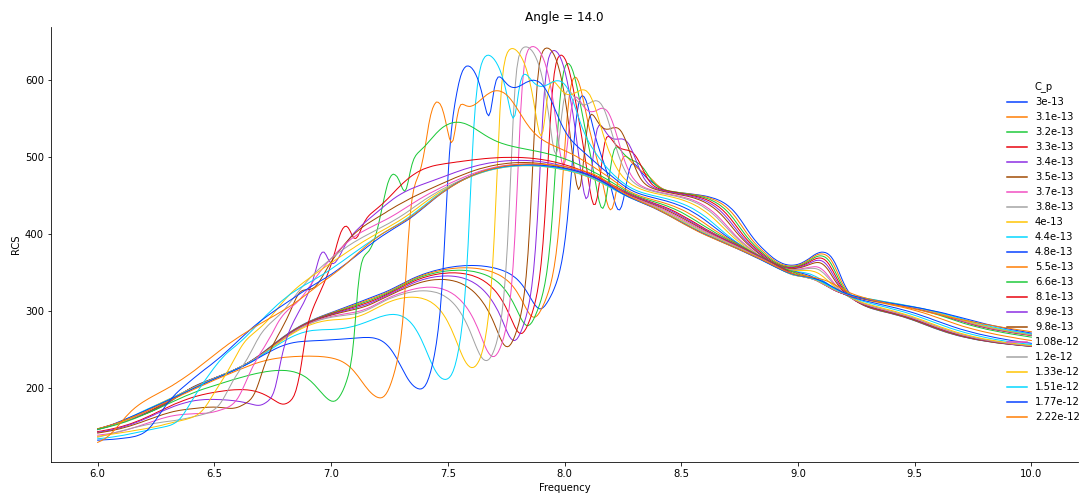 Angle = 14.0
RCS
600
500
400
300
200
6.0 6.5 7.0 7.5 8.0 8.5 9.0 9.5 10.0
Frequency
C_p
3e-13
3.1e-13
3.2e-13
3.3e-13
3.4e-13
3.5e-13
3.7e-13
3.8e-13
4e-13
4.4e-13
4.8e-13
5.5e-13
6.6e-13
8.1e-13
8.9e-13
9.8e-13
1.08e-12
1.2e-12
1.33e-12
1.51e-12
1.77e-12
2.22e-12